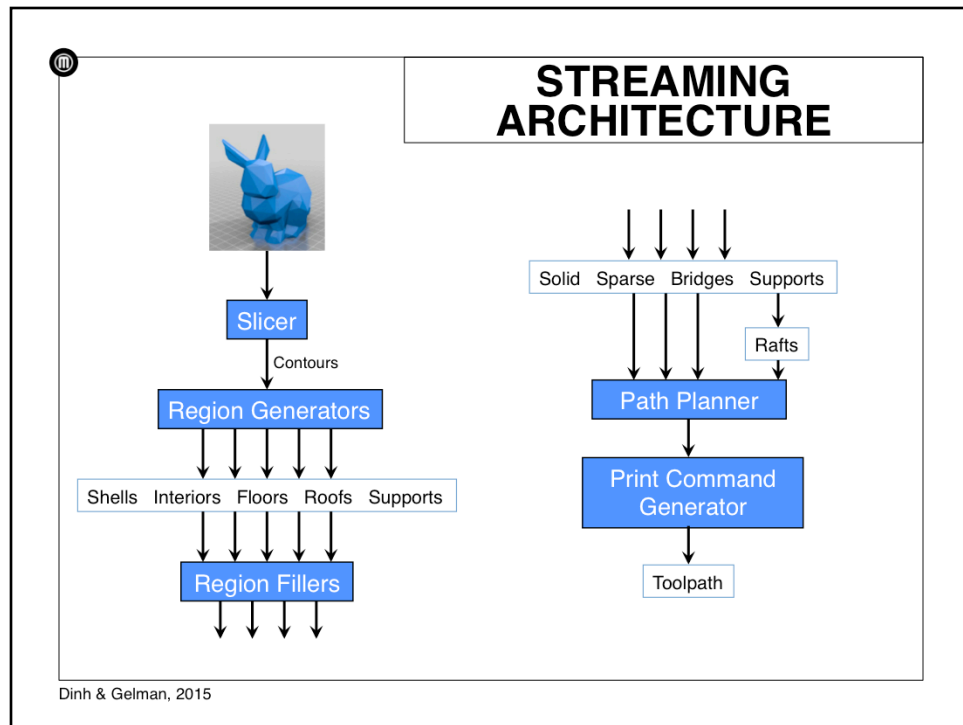 STREAMING
ARCHITECTURE
Slicer
Contours
Region Generators
Shells Interiors Floors Roofs Supports
Region Fillers
Solid Sparse Bridges Supports
Rafts
Path Planner
Print Command
Generator
Toolpath
Dinh & Gelman, 2015